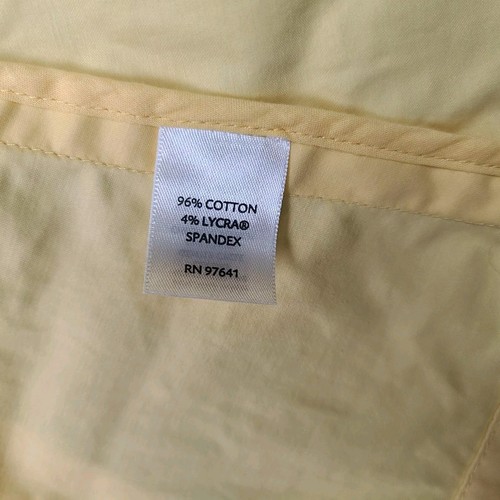 96% COTTON
4% LYCRA®
SPANDEX
RN 97641